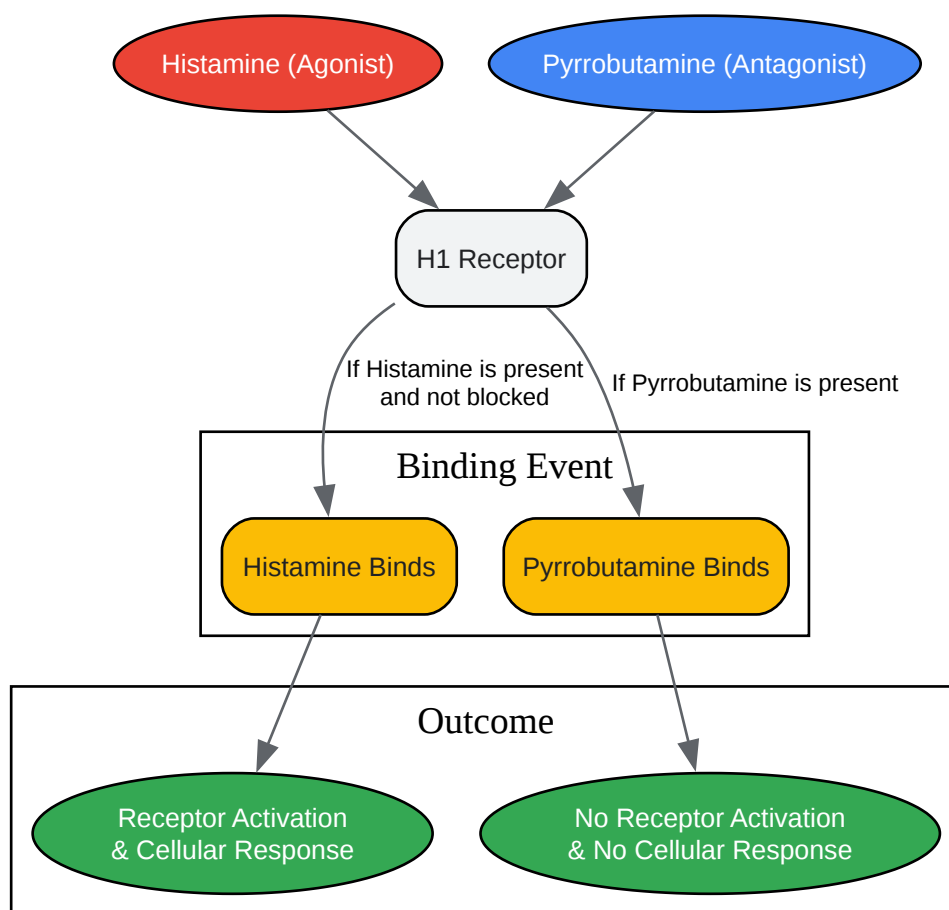 Histamine (Agonist)
Pyrrobutamine (Antagonist)
H1 Receptor
If Histamine is present
and not blocked
If Pyrrobutamine is present
Binding Event
Histamine Binds
Pyrrobutamine Binds
Outcome
Receptor Activation
& Cellular Response
No Receptor Activation
& No Cellular Response